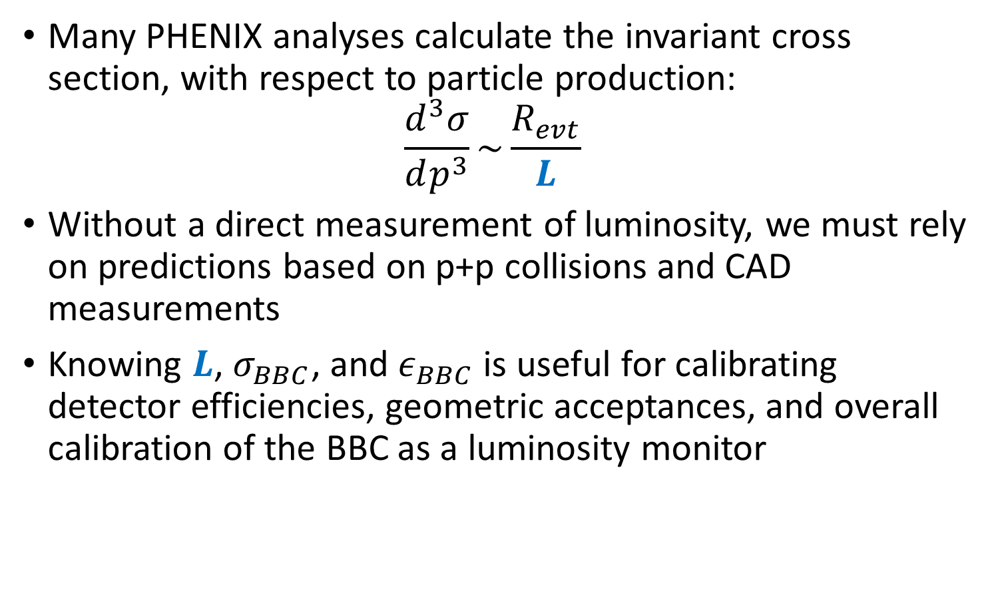 • Many PHENIX analyses calculate the invariant cross
section, with respect to particle production:
$\frac{d^3\sigma}{dp^3} \sim \frac{R_{evt}}{\boldsymbol{L}}$
• Without a direct measurement of luminosity, we must rely
on predictions based on p+p collisions and CAD
measurements
• Knowing $\boldsymbol{L}$, $\sigma_{BBC}$, and $\epsilon_{BBC}$ is useful for calibrating
detector efficiencies, geometric acceptances, and overall
calibration of the BBC as a luminosity monitor